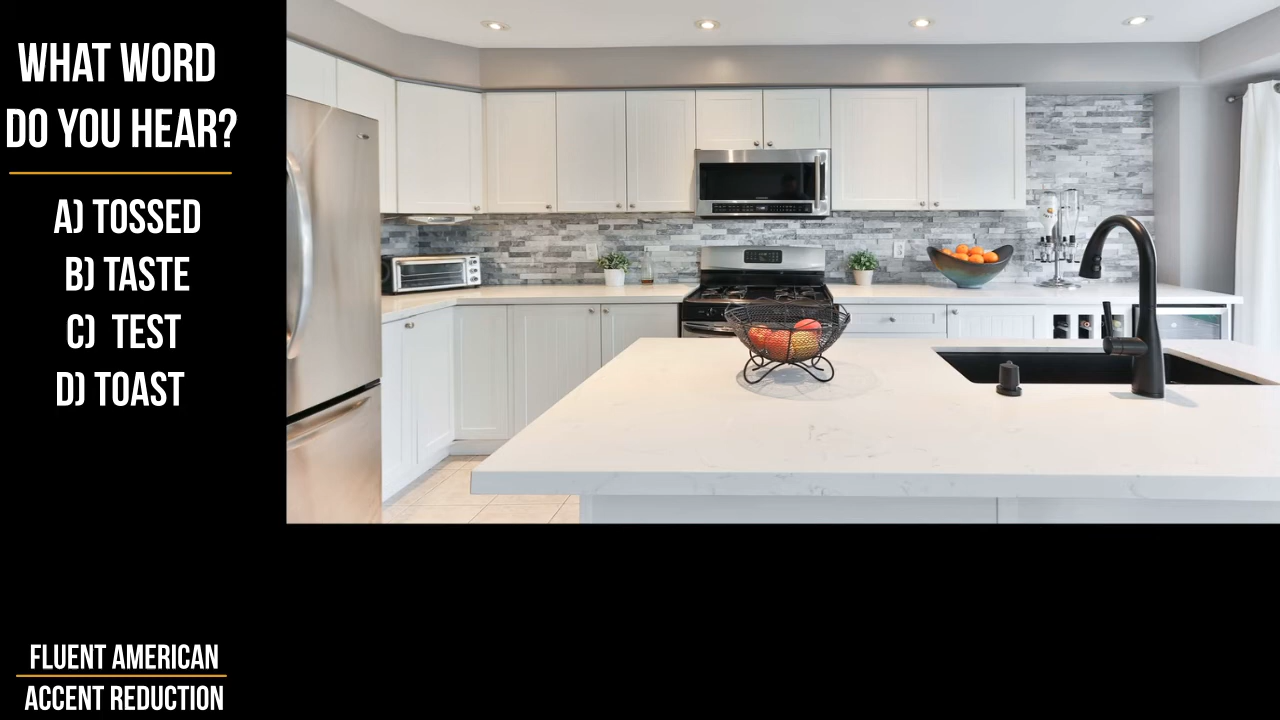 WHAT WORD
DO YOU HEAR?
A) TOSSED
B) TASTE
C) TEST
D) TOAST
FLUENT AMERICAN
ACCENT REDUCTION